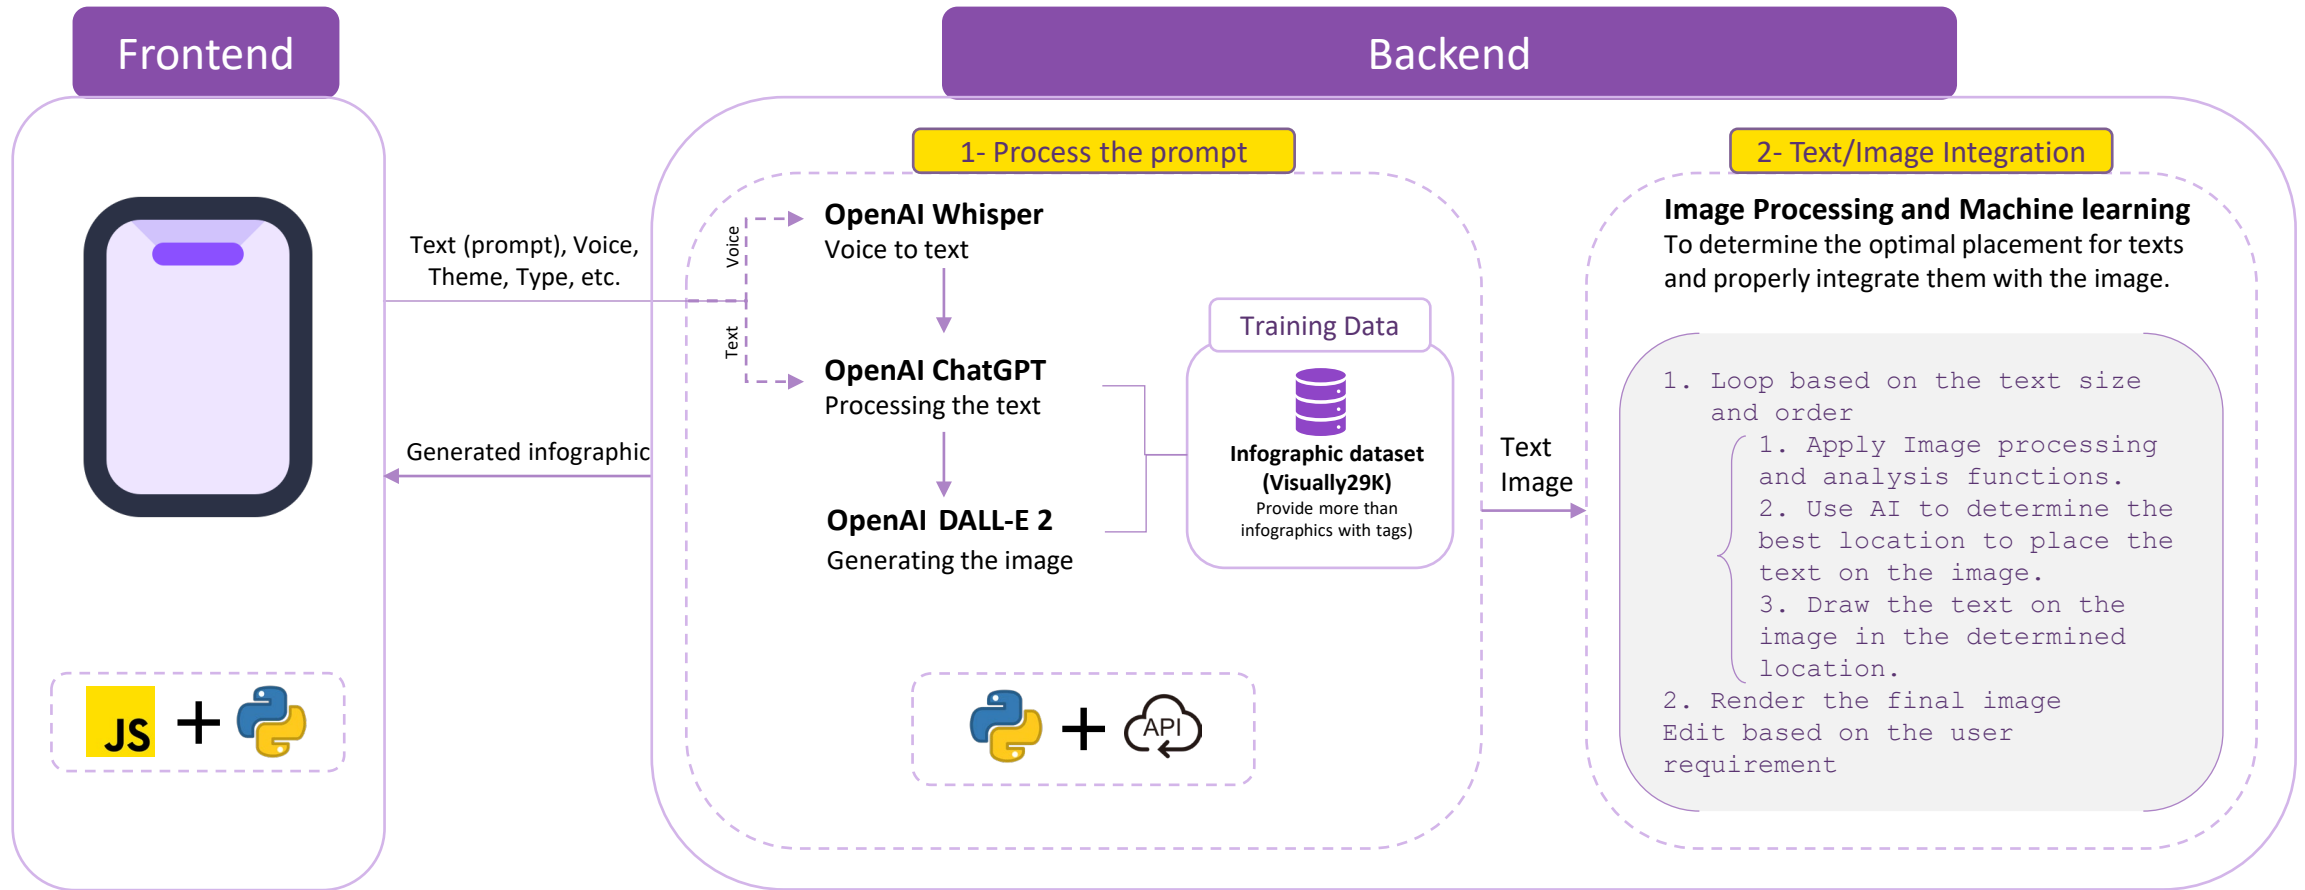 Frontend
Backend
1- Process the prompt
2- Text/Image Integration
Text (prompt), Voice,
Theme, Type, etc.
Generated infographic
JS
Voice
Text
OpenAI Whisper
Voice to text
OpenAI ChatGPT
Processing the text
OpenAI DALL-E 2
Generating the image
Training Data
Infographic dataset
(Visually29K)
Provide more than
infographics with tags)
API
Text
Image
Image Processing and Machine learning
To determine the optimal placement for texts
and properly integrate them with the image.
1. Loop based on the text size
and order
1. Apply Image processing
and analysis functions.
2. Use AI to determine the
best location to place the
text on the image.
3. Draw the text on the
image in the determined
location.
2. Render the final image
Edit based on the user
requirement